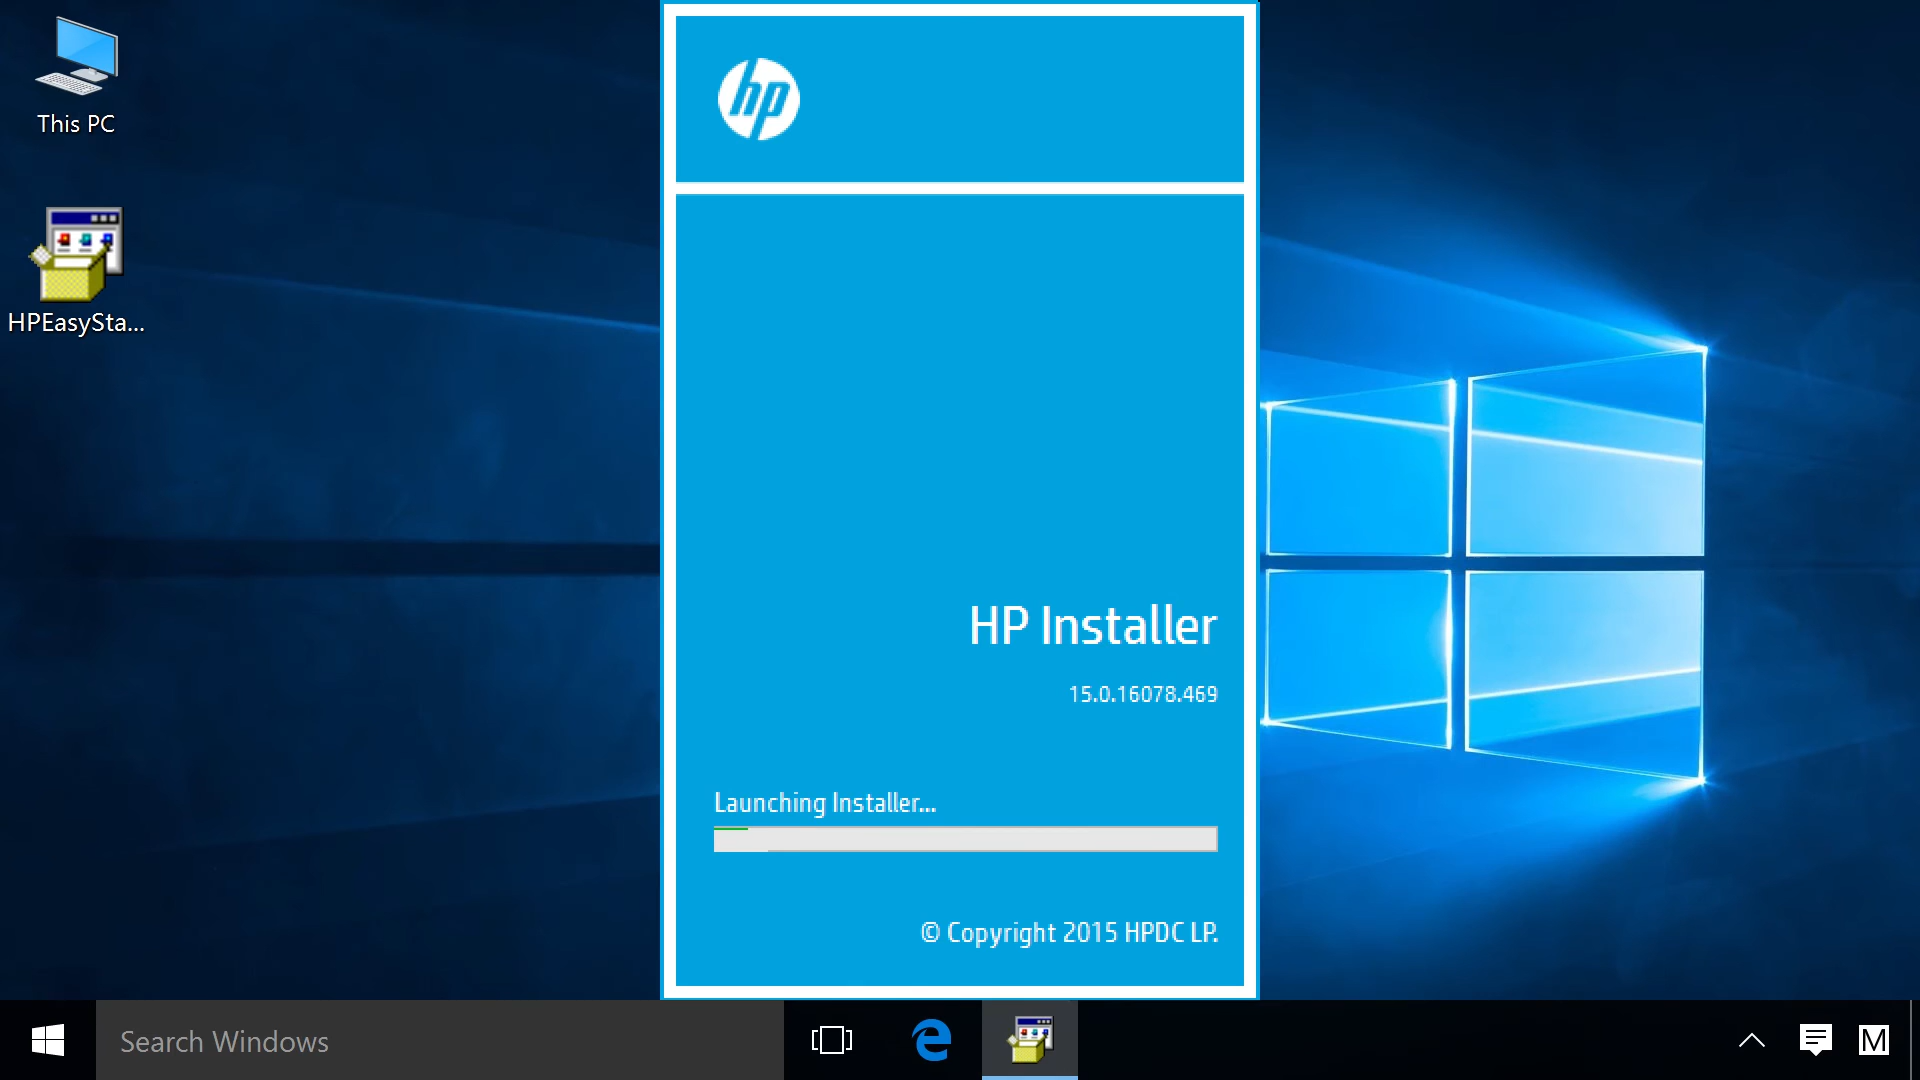 This PC
HPEasySta...
hp
HP Installer
15.0.16078.469
Launching Installer...
© Copyright 2015 HPDC LP.
Search Windows
M